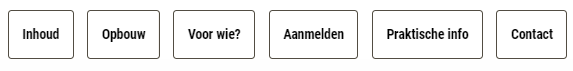 Inhoud Opbouw Voor wie? Aanmelden Praktische info Contact